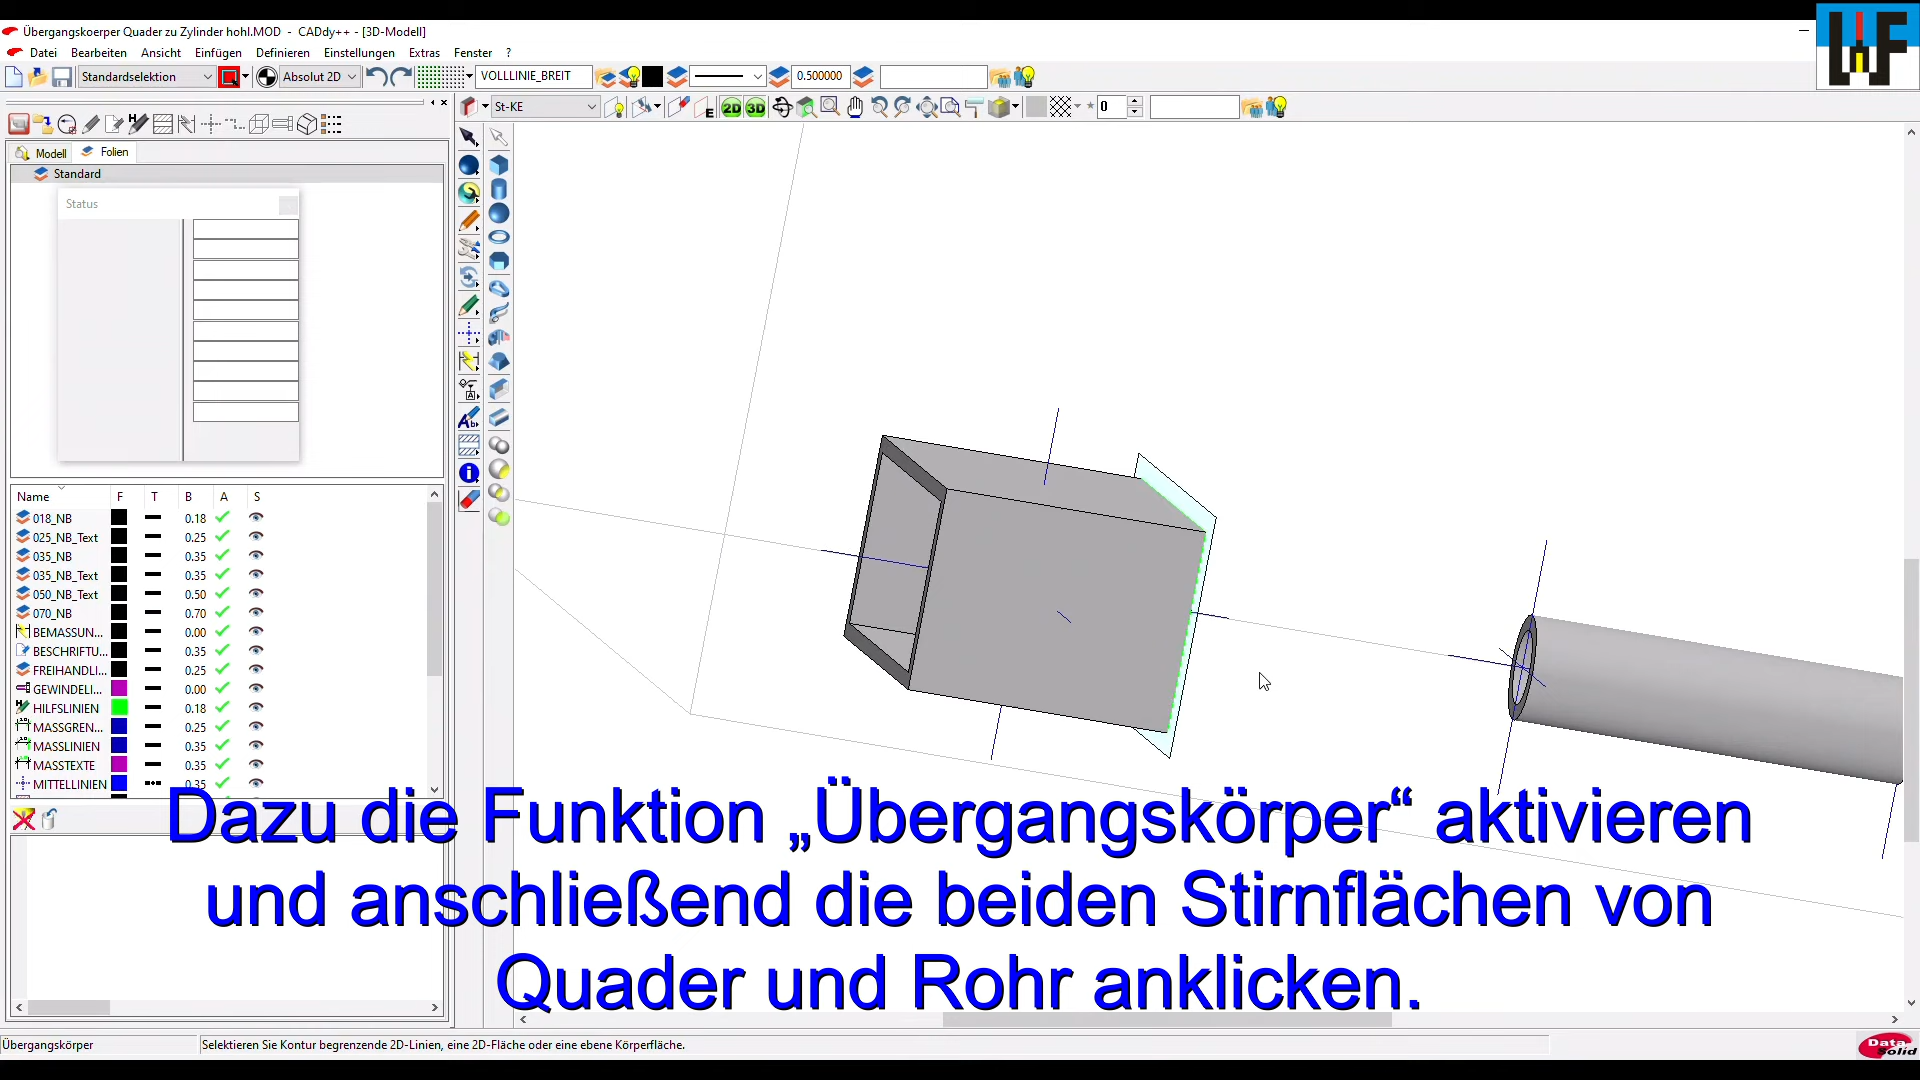 Übergangskoerper Quader zu Zylinder hohl.MOD - CADdy++ - [3D-Modell]
Datei Bearbeiten Ansicht Einfügen Definieren Einstellungen Extras Fenster ?
Standardselektion Absolut 2D VOLLLINIE_BREIT 0.500000
St-KE 2D 3D 0
Modell Folien
Standard
Status
Name F T B A S
018_NB 0.18
025_NB_Text 0.25
035_NB 0.35
035_NB_Text 0.35
050_NB_Text 0.50
070_NB 0.70
BEMASSUN... 0.00
BESCHRIFTU... 0.35
FREIHANDLI... 0.25
GEWINDELI... 0.00
HILFSLINIEN 0.18
MASSGREN... 0.25
MASSLINIEN 0.35
MASSTEXTE 0.35
MITTELLINIEN 0.35
Dazu die Funktion „Übergangskörper“ aktivieren
und anschließend die beiden Stirnflächen von
Quader und Rohr anklicken.
Übergangskörper Selektieren Sie Kontur begrenzende 2D-Linien, eine 2D-Fläche oder eine ebene Körperfläche.
Data Solid
WF